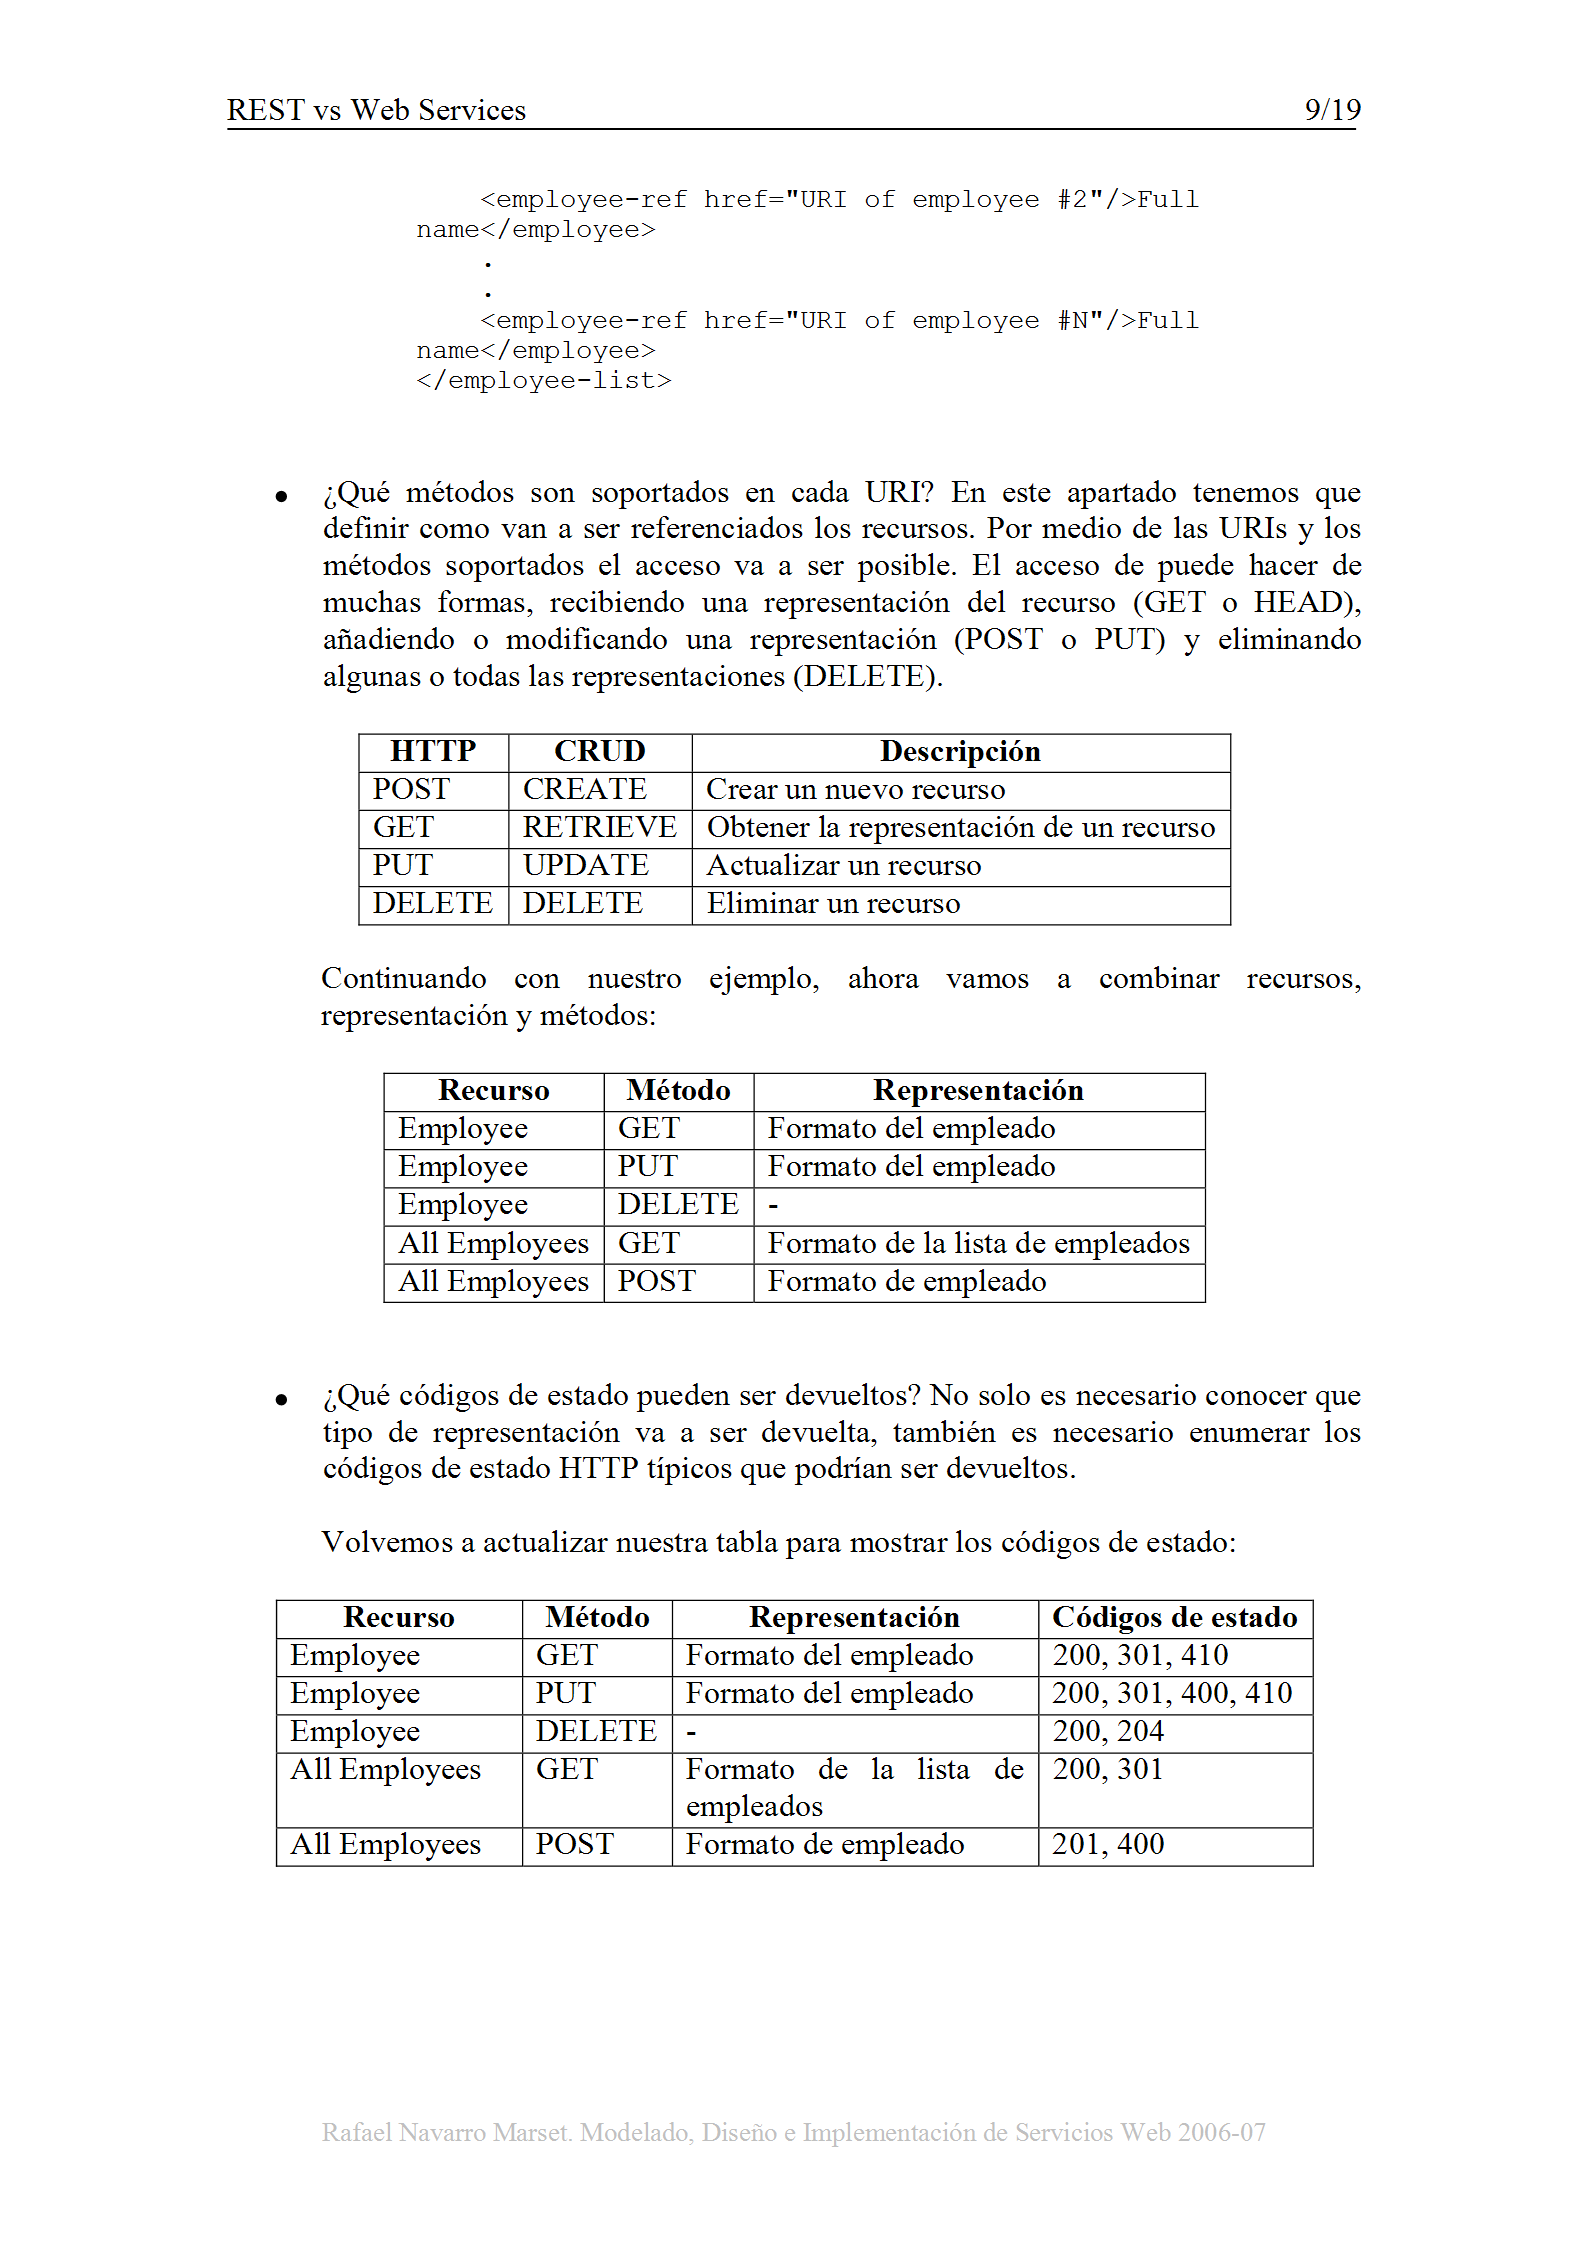 REST vs Web Services 9/19
<employee-ref href="URI of employee #2"/>Full
name</employee>
.
.
<employee-ref href="URI of employee #N"/>Full
name</employee>
</employee-list>
• ¿Qué métodos son soportados en cada URI? En este apartado tenemos que
definir como van a ser referenciados los recursos. Por medio de las URIs y los
métodos soportados el acceso va a ser posible. El acceso de puede hacer de
muchas formas, recibiendo una representación del recurso (GET o HEAD),
añadiendo o modificando una representación (POST o PUT) y eliminando
algunas o todas las representaciones (DELETE).
HTTP CRUD Descripción
POST CREATE Crear un nuevo recurso
GET RETRIEVE Obtener la representación de un recurso
PUT UPDATE Actualizar un recurso
DELETE DELETE Eliminar un recurso
Continuando con nuestro ejemplo, ahora vamos a combinar recursos,
representación y métodos:
Recurso Método Representación
Employee GET Formato del empleado
Employee PUT Formato del empleado
Employee DELETE -
All Employees GET Formato de la lista de empleados
All Employees POST Formato de empleado
• ¿Qué códigos de estado pueden ser devueltos? No solo es necesario conocer que
tipo de representación va a ser devuelta, también es necesario enumerar los
códigos de estado HTTP típicos que podrían ser devueltos.
Volvemos a actualizar nuestra tabla para mostrar los códigos de estado:
Recurso Método Representación Códigos de estado
Employee GET Formato del empleado 200, 301, 410
Employee PUT Formato del empleado 200, 301, 400, 410
Employee DELETE - 200, 204
All Employees GET Formato de la lista de 200, 301
empleados
All Employees POST Formato de empleado 201, 400
Rafael Navarro Marset. Modelado, Diseño e Implementación de Servicios Web 2006-07